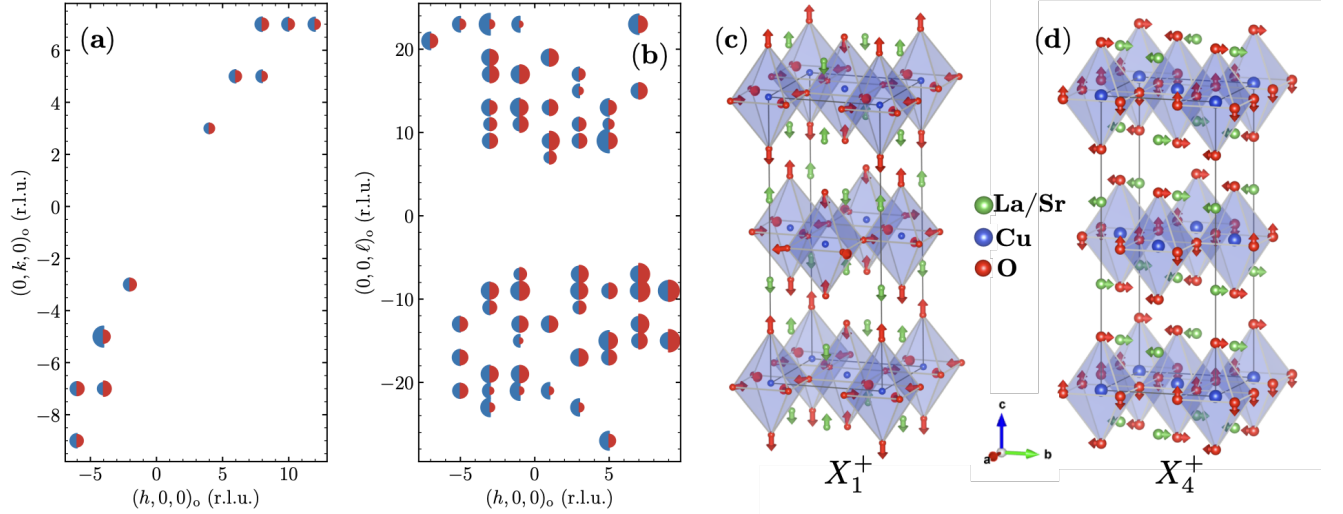 (a)
6
4
2
0
−2
−4
−6
−8
(0, k, 0)ₒ (r.l.u.)
−5
0
5
10
(h, 0, 0)ₒ (r.l.u.)
(b)
20
10
0
−10
−20
(0, 0, ℓ)ₒ (r.l.u.)
−5
0
5
(h, 0, 0)ₒ (r.l.u.)
(c)
X₁⁺
La/Sr
Cu
O
c
a
b
(d)
X₄⁺